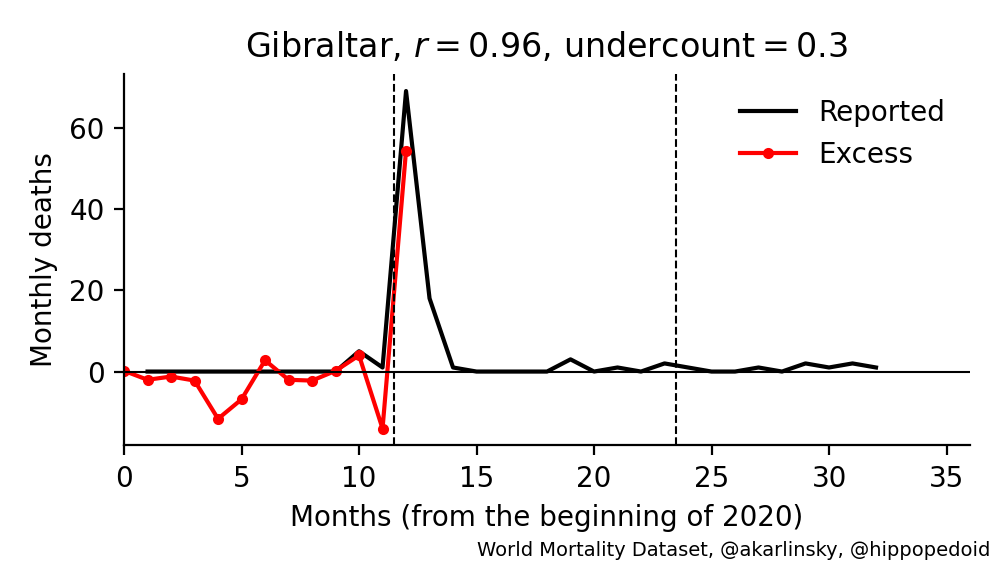 Gibraltar, r = 0.96, undercount = 0.3
Reported
Excess
Monthly deaths
60
40
20
0
0 5 10 15 20 25 30 35
Months (from the beginning of 2020)
World Mortality Dataset, @akarlinsky, @hippopedoid